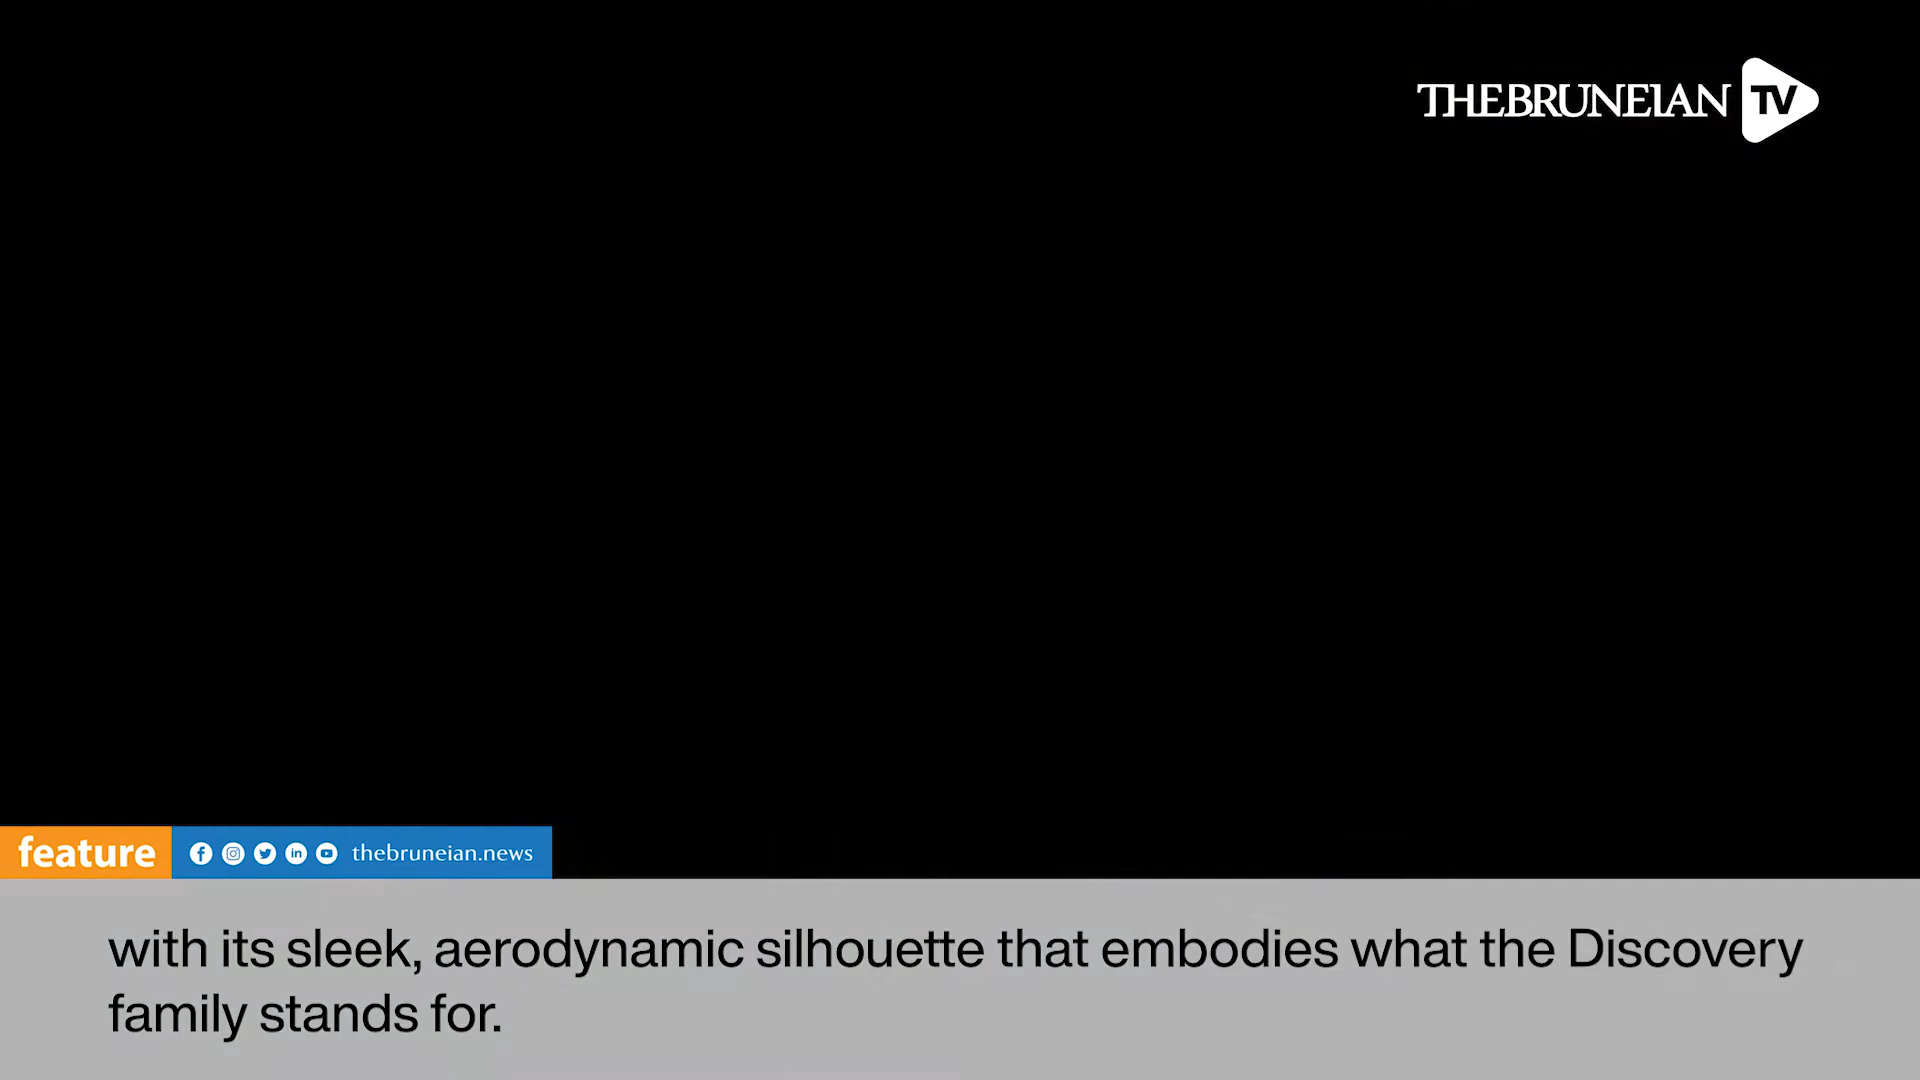 THEBRUNEIAN TV
feature
thebruneian.news
with its sleek, aerodynamic silhouette that embodies what the Discovery
family stands for.